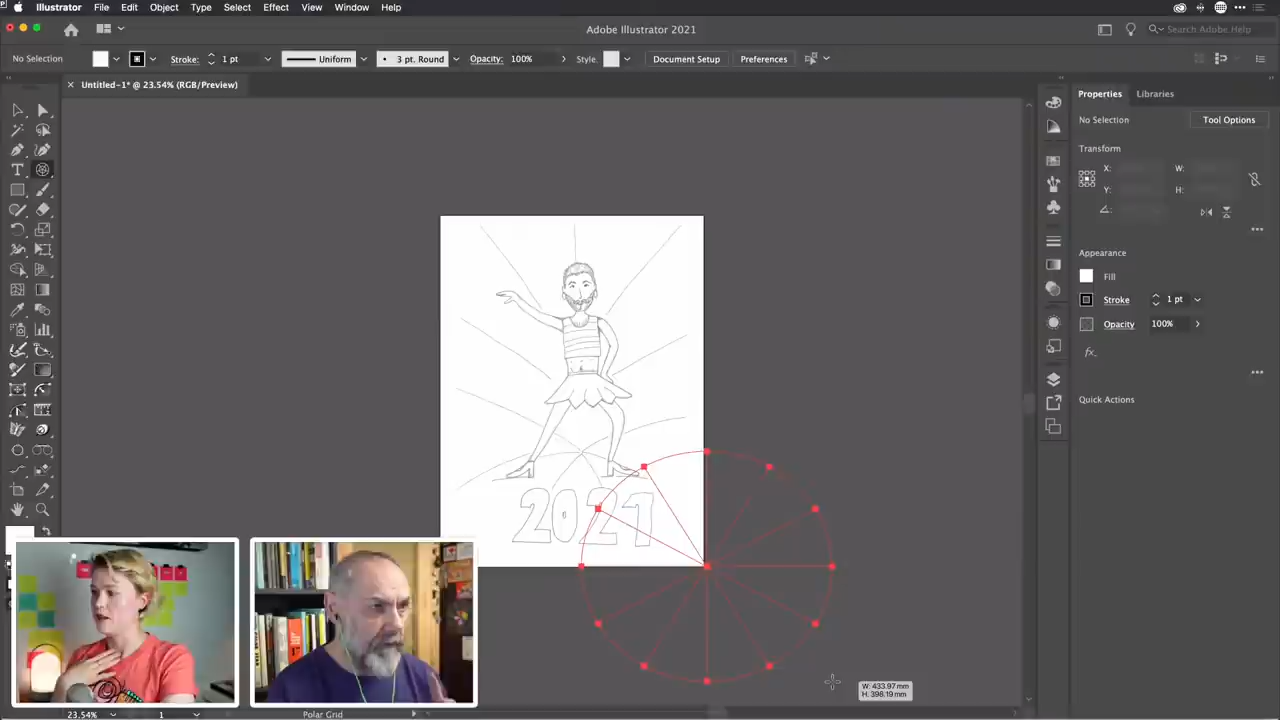 Illustrator File Edit Object Type Select Effect View Window Help
Adobe Illustrator 2021
Search Adobe Help
No Selection Stroke: 1 pt Uniform 3 pt. Round Opacity: 100% Style: Document Setup Preferences
Untitled-1* @ 23.54% (RGB/Preview)
Properties Libraries
No Selection Tool Options
Transform
X: W:
Y: H:
Appearance
Fill
Stroke 1 pt
Opacity 100%
fx
Quick Actions
2021
W: 433.97 mm
H: 398.19 mm
23.54% 1 Polar Grid